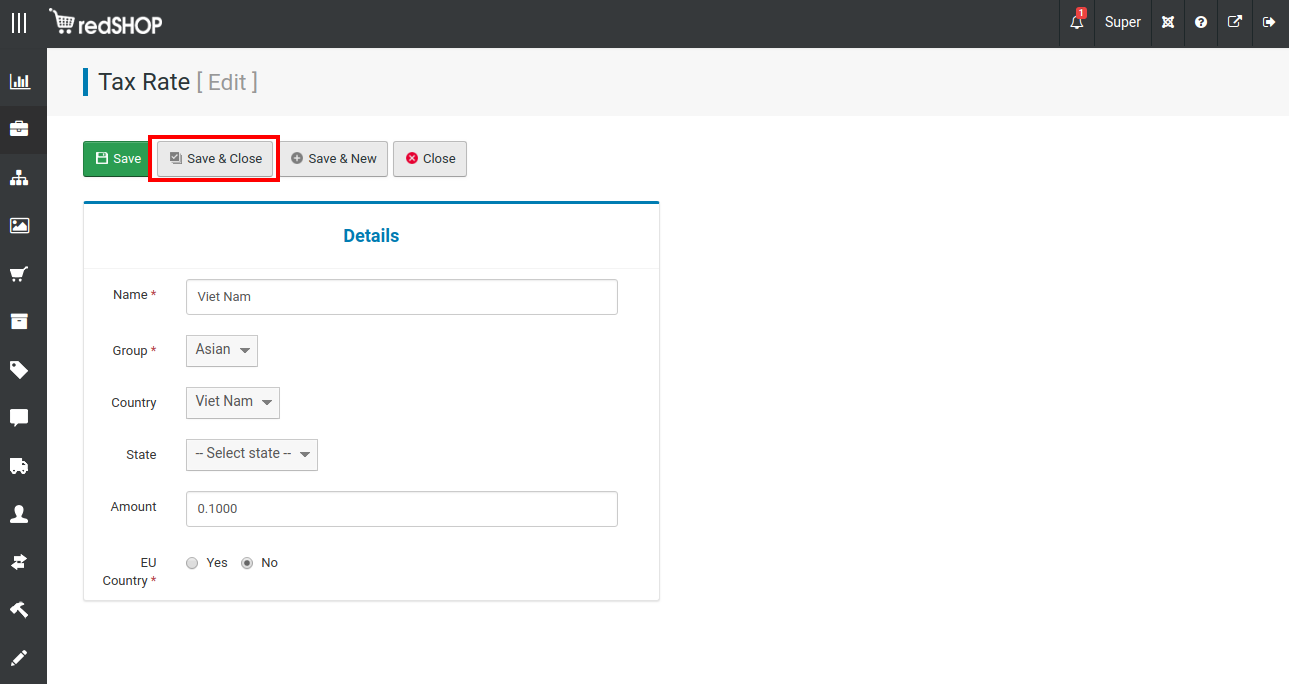 redSHOP
1
Super
Tax Rate [ Edit ]
Save
Save & Close
Save & New
Close
Details
Name *
Viet Nam
Group *
Asian
Country
Viet Nam
State
-- Select state --
Amount
0.1000
EU
Country *
Yes
No